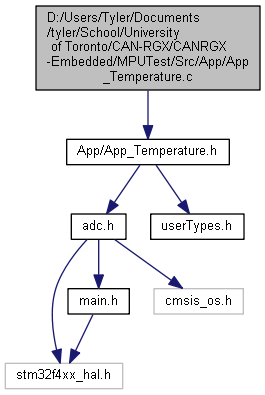 D:/Users/Tyler/Documents
/tyler/School/University
of Toronto/CAN-RGX/CANRGX
-Embedded/MPUTest/Src/App/App
_Temperature.c
App/App_Temperature.h
adc.h
userTypes.h
main.h
cmsis_os.h
stm32f4xx_hal.h